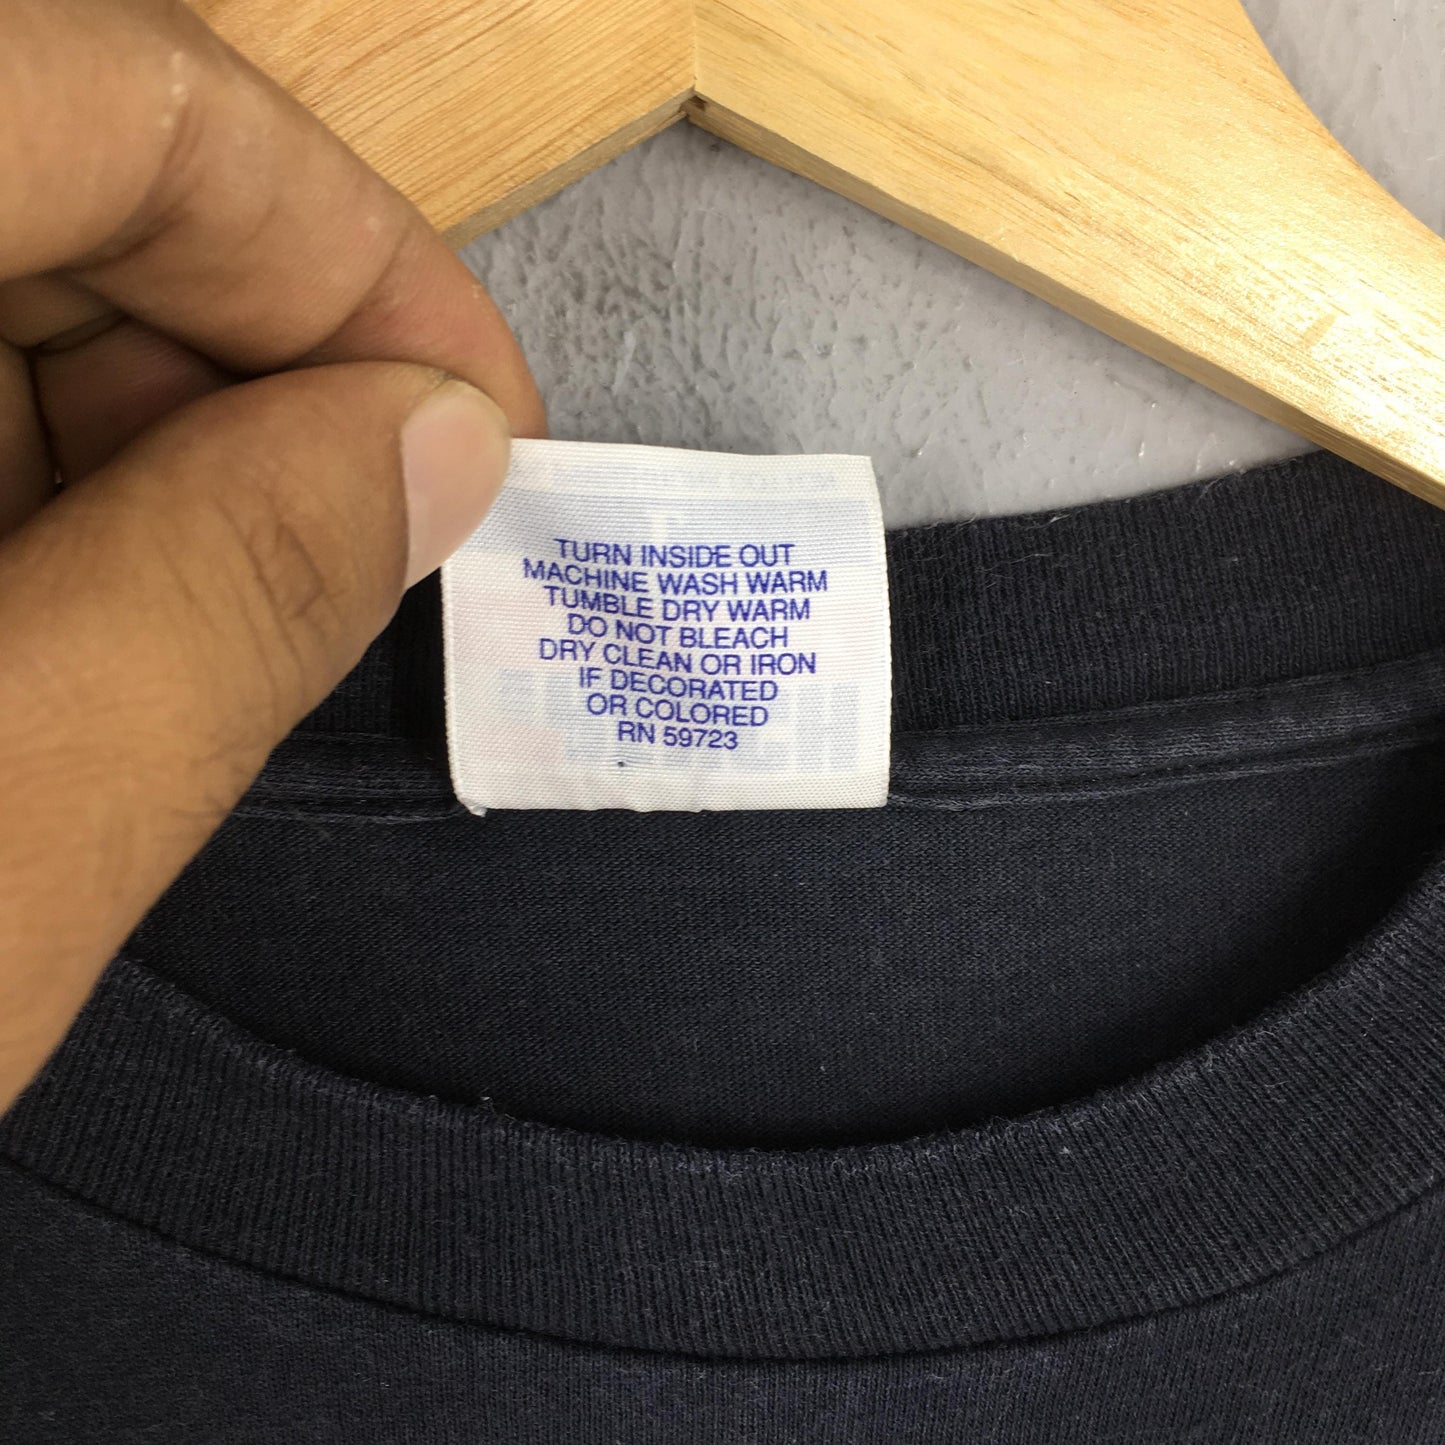 TURN INSIDE OUT
MACHINE WASH WARM
TUMBLE DRY WARM
DO NOT BLEACH
DRY CLEAN OR IRON
IF DECORATED
OR COLORED
RN 59723